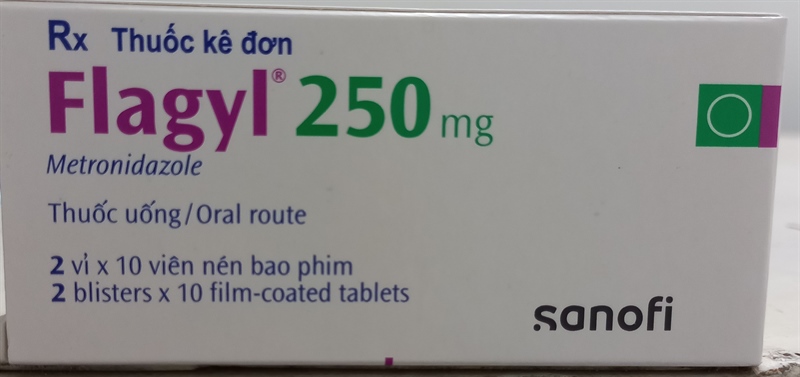 Rx Thuốc kê đơn
Flagyl® 250 mg
Metronidazole
Thuốc uống/Oral route
2 vỉ x 10 viên nén bao phim
2 blisters x 10 film-coated tablets
sanofi